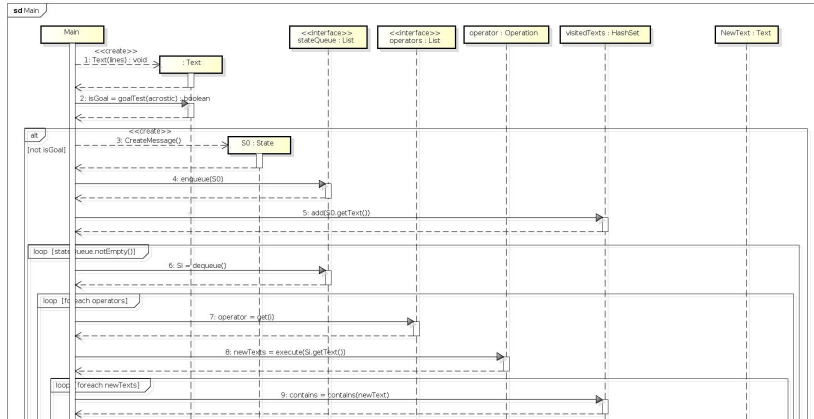 sd Main
Main
<<interface>>
stateQueue : List
<<interface>>
operators : List
operator : Operation
visitedTexts : HashSet
NewText : Text
<<create>>
1: Text(lines) : void
: Text
2: isGoal = goalTest(acrostic) : boolean
alt
[not isGoal]
<<create>>
3: CreateMessage()
S0 : State
4: enqueue(S0)
5: add(S0.getText())
loop [stateQueue.notEmpty()]
6: Si = dequeue()
loop [foreach operators]
7: operator = get(i)
8: newTexts = execute(Si.getText())
loop [foreach newTexts]
9: contains = contains(newText)